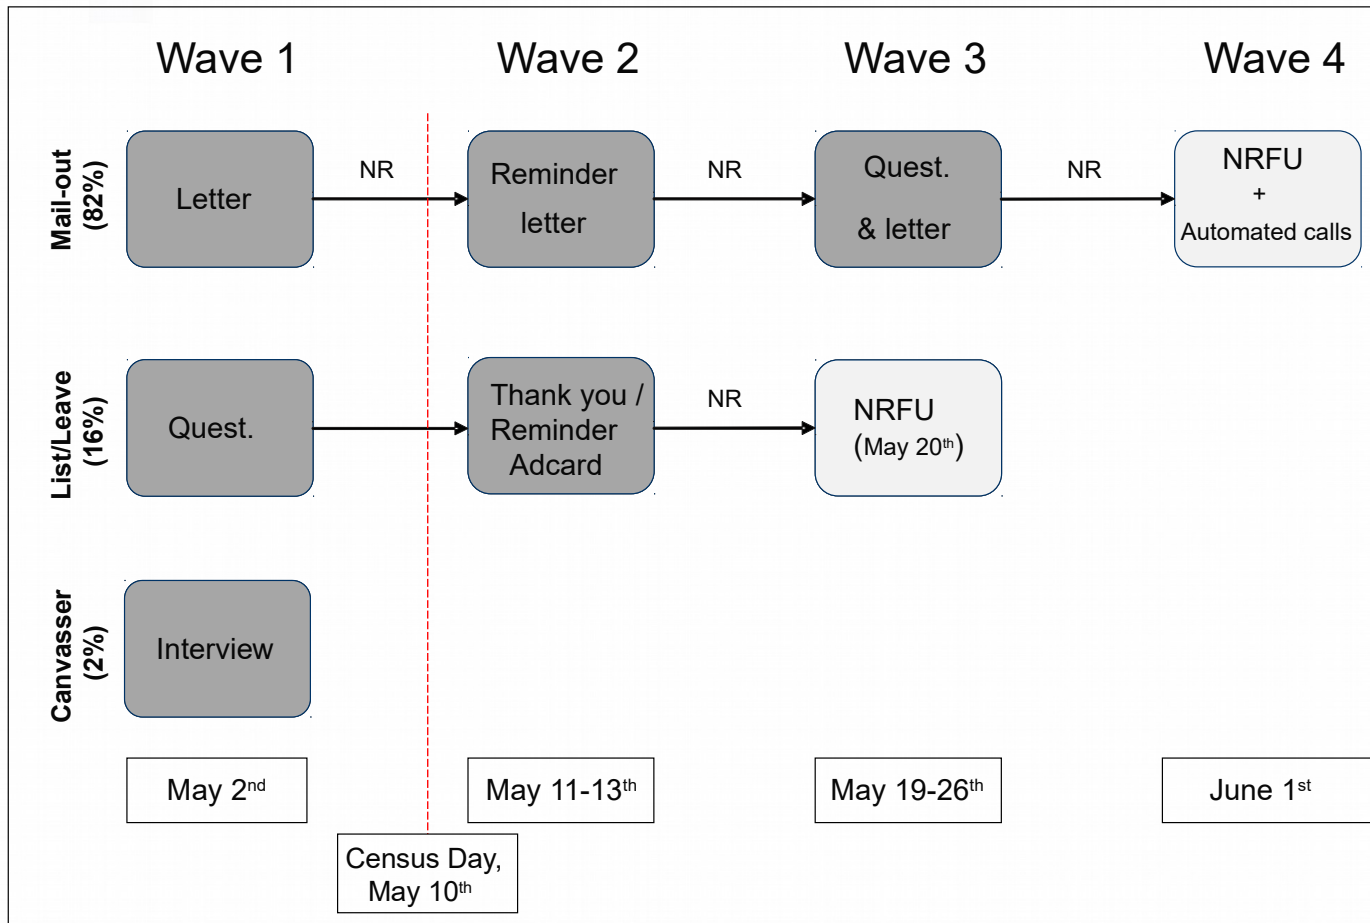 Wave 1
Wave 2
Wave 3
Wave 4
Mail-out
(82%)
Letter
NR
Reminder
letter
NR
Quest.
& letter
NR
NRFU
+
Automated calls
List/Leave
(16%)
Quest.
Thank you /
Reminder
Adcard
NR
NRFU
(May 20th)
Canvasser
(2%)
Interview
May 2nd
May 11-13th
May 19-26th
June 1st
Census Day,
May 10th